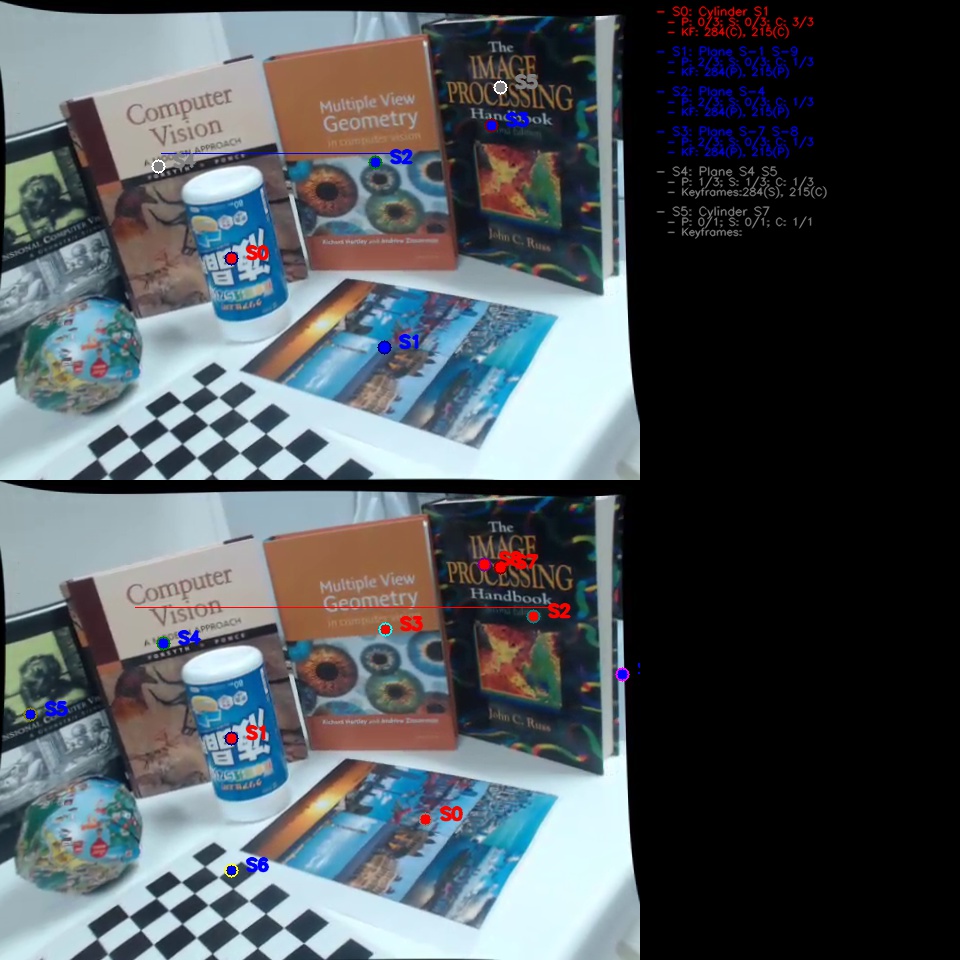 - S0: Cylinder S1
- P: 0/3; S: 0/3; C: 3/3
- KF: 284(C), 215(C)
- S1: Plane S-1 S-9
- P: 2/3; S: 0/3; C: 1/3
- KF: 284(P), 215(P)
- S2: Plane S-4
- P: 2/3; S: 0/3; C: 1/3
- KF: 284(P), 215(P)
- S3: Plane S-7 S-8
- P: 2/3; S: 0/3; C: 1/3
- KF: 284(P), 215(P)
- S4: Plane S4 S5
- P: 1/3; S: 1/3; C: 1/3
- Keyframes:284(S), 215(C)
- S5: Cylinder S7
- P: 0/1; S: 0/1; C: 1/1
- Keyframes:
Computer
Vision
FORSYTH PONCE
Multiple View
Geometry
in computer vision
Richard Hartley and Andrew Zisserman
The
IMAGE
PROCESSING
Handbook
John C. Russ
S5
S3
S2
S0
S1
Computer
Vision
A MODERN APPROACH
FORSYTH PONCE
Multiple View
Geometry
Richard Hartley and Andrew Zisserman
The
IMAGE
PROCESSING
Handbook
John C. Russ
S7
S2
S3
S4
S5
S1
S0
S6